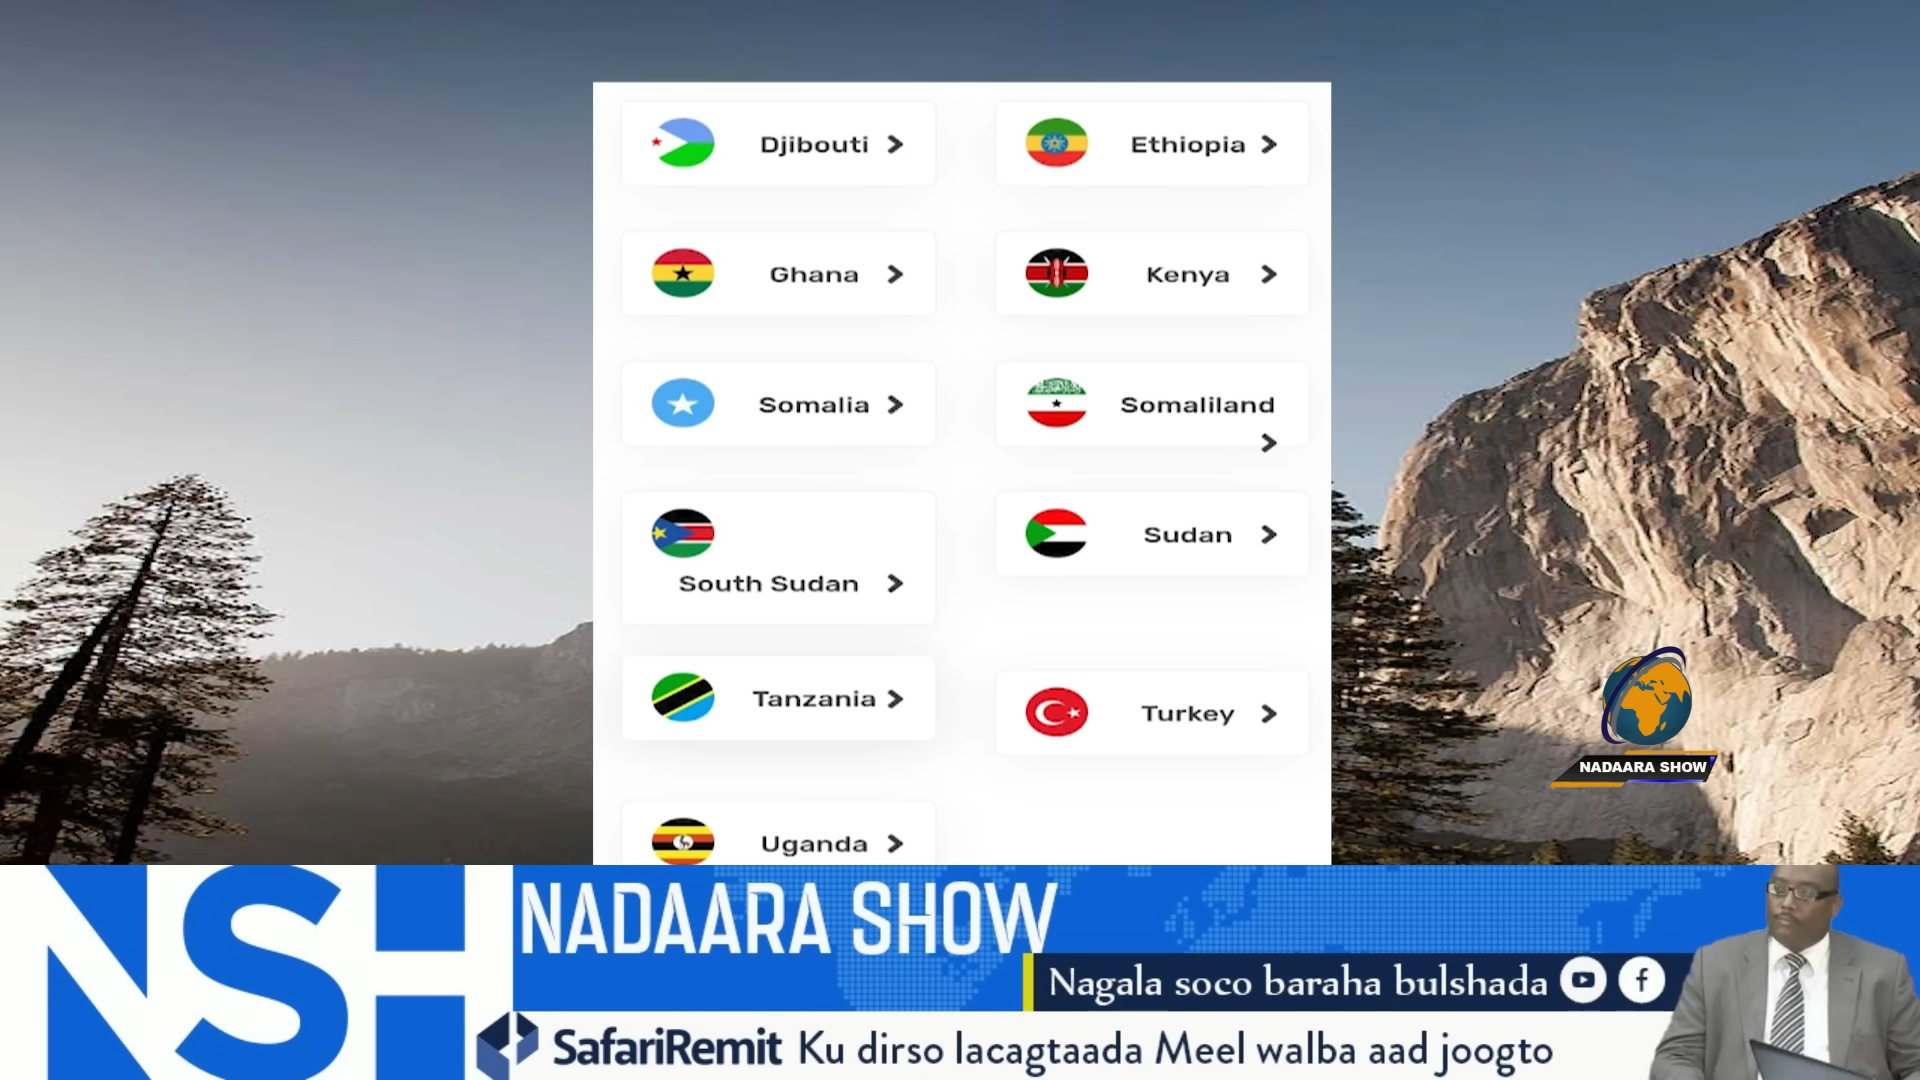 Djibouti
Ethiopia
Ghana
Kenya
Somalia
Somaliland
South Sudan
Sudan
Tanzania
Turkey
Uganda
NADAARA SHOW
NSH
NADAARA SHOW
Nagala soco baraha bulshada
SafariRemit Ku dirso lacagtaada Meel walba aad joogto